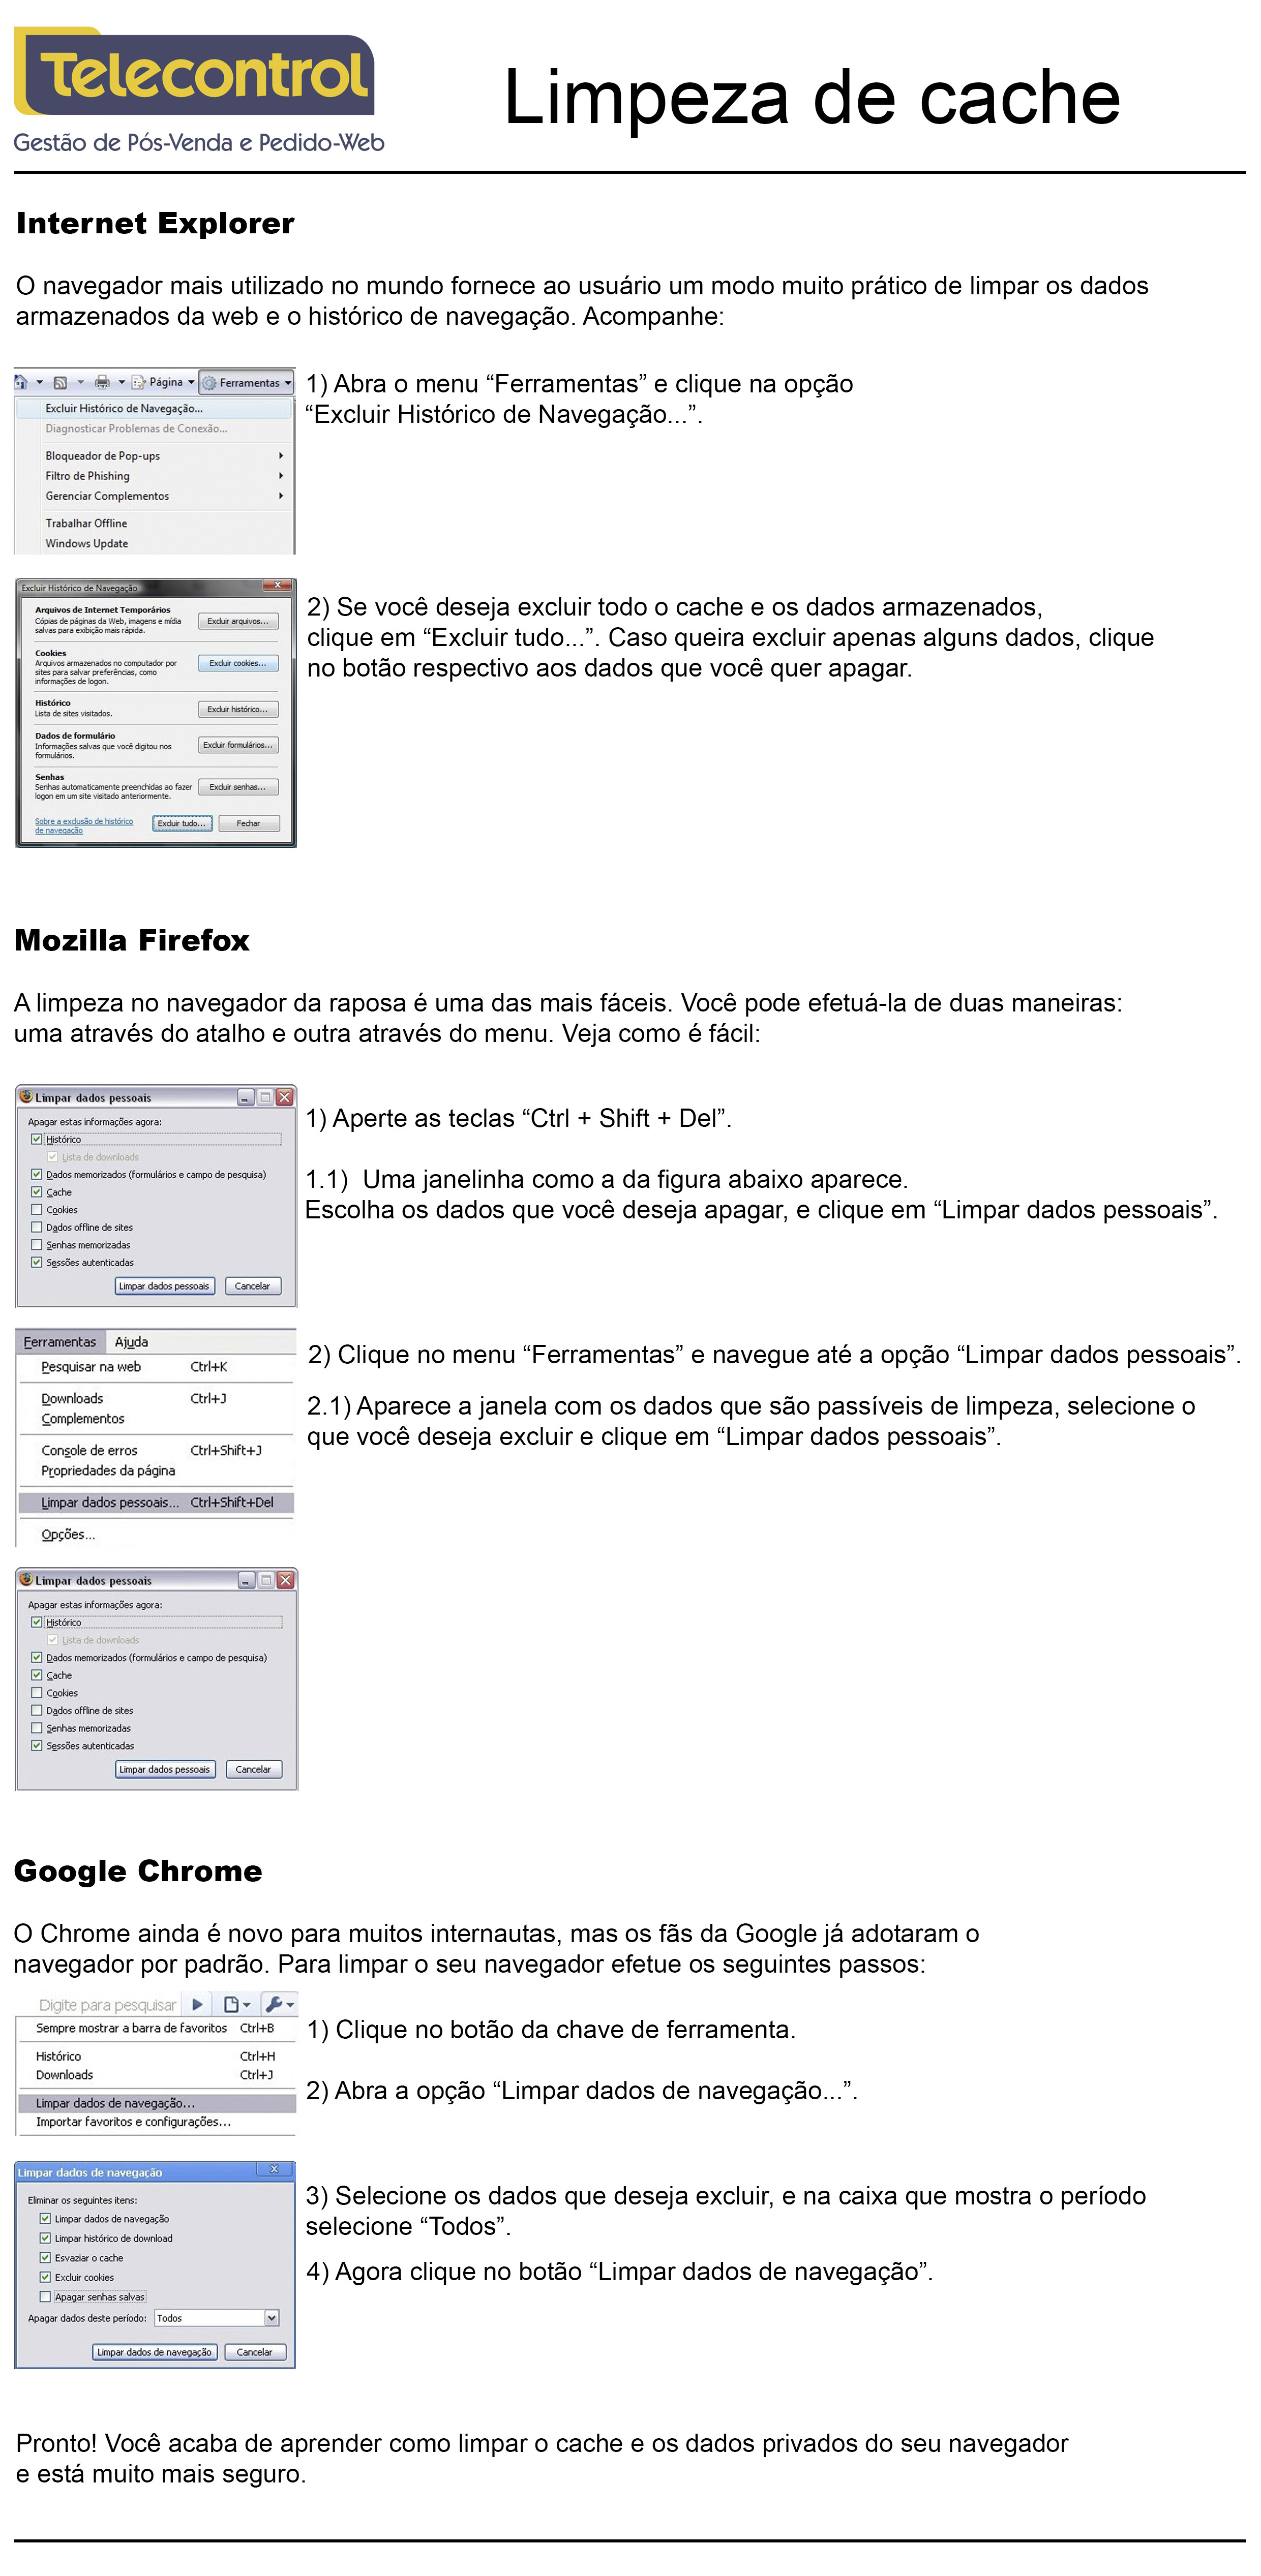 Telecontrol
Gestão de Pós-Venda e Pedido-Web
Limpeza de cache
Internet Explorer
O navegador mais utilizado no mundo fornece ao usuário um modo muito prático de limpar os dados
armazenados da web e o histórico de navegação. Acompanhe:
Página
Ferramentas
Excluir Histórico de Navegação...
Diagnosticar Problemas de Conexão...
Bloqueador de Pop-ups
Filtro de Phishing
Gerenciar Complementos
Trabalhar Offline
Windows Update
1) Abra o menu “Ferramentas” e clique na opção
“Excluir Histórico de Navegação...”.
Excluir Histórico de Navegação
Arquivos de Internet Temporários
Cópias de páginas da Web, imagens e mídia
salvas para exibição mais rápida.
Excluir arquivos...
Cookies
Arquivos armazenados no computador por
sites para salvar preferências, como
informações de logon.
Excluir cookies...
Histórico
Lista de sites visitados.
Excluir histórico...
Dados de formulário
Informações salvas que você digitou nos
formulários.
Excluir formulários...
Senhas
Senhas automaticamente preenchidas ao fazer
logon em um site visitado anteriormente.
Excluir senhas...
Sobre a exclusão de histórico
de navegação
Excluir tudo...
Fechar
2) Se você deseja excluir todo o cache e os dados armazenados,
clique em “Excluir tudo...”. Caso queira excluir apenas alguns dados, clique
no botão respectivo aos dados que você quer apagar.
Mozilla Firefox
A limpeza no navegador da raposa é uma das mais fáceis. Você pode efetuá-la de duas maneiras:
uma através do atalho e outra através do menu. Veja como é fácil:
Limpar dados pessoais
Apagar estas informações agora:
Histórico
Lista de downloads
Dados memorizados (formulários e campo de pesquisa)
Cache
Cookies
Dados offline de sites
Senhas memorizadas
Sessões autenticadas
Limpar dados pessoais
Cancelar
1) Aperte as teclas “Ctrl + Shift + Del”.
1.1) Uma janelinha como a da figura abaixo aparece.
Escolha os dados que você deseja apagar, e clique em “Limpar dados pessoais”.
Ferramentas Ajuda
Pesquisar na web Ctrl+K
Downloads Ctrl+J
Complementos
Console de erros Ctrl+Shift+J
Propriedades da página
Limpar dados pessoais... Ctrl+Shift+Del
Opções...
2) Clique no menu “Ferramentas” e navegue até a opção “Limpar dados pessoais”.
2.1) Aparece a janela com os dados que são passíveis de limpeza, selecione o
que você deseja excluir e clique em “Limpar dados pessoais”.
Limpar dados pessoais
Apagar estas informações agora:
Histórico
Lista de downloads
Dados memorizados (formulários e campo de pesquisa)
Cache
Cookies
Dados offline de sites
Senhas memorizadas
Sessões autenticadas
Limpar dados pessoais
Cancelar
Google Chrome
O Chrome ainda é novo para muitos internautas, mas os fãs da Google já adotaram o
navegador por padrão. Para limpar o seu navegador efetue os seguintes passos:
Digite para pesquisar
Sempre mostrar a barra de favoritos Ctrl+B
Histórico Ctrl+H
Downloads Ctrl+J
Limpar dados de navegação...
Importar favoritos e configurações...
1) Clique no botão da chave de ferramenta.
2) Abra a opção “Limpar dados de navegação...”.
Limpar dados de navegação
Eliminar os seguintes itens:
Limpar dados de navegação
Limpar histórico de download
Esvaziar o cache
Excluir cookies
Apagar senhas salvas
Apagar dados deste período: Todos
Limpar dados de navegação
Cancelar
3) Selecione os dados que deseja excluir, e na caixa que mostra o período
selecione “Todos”.
4) Agora clique no botão “Limpar dados de navegação”.
Pronto! Você acaba de aprender como limpar o cache e os dados privados do seu navegador
e está muito mais seguro.